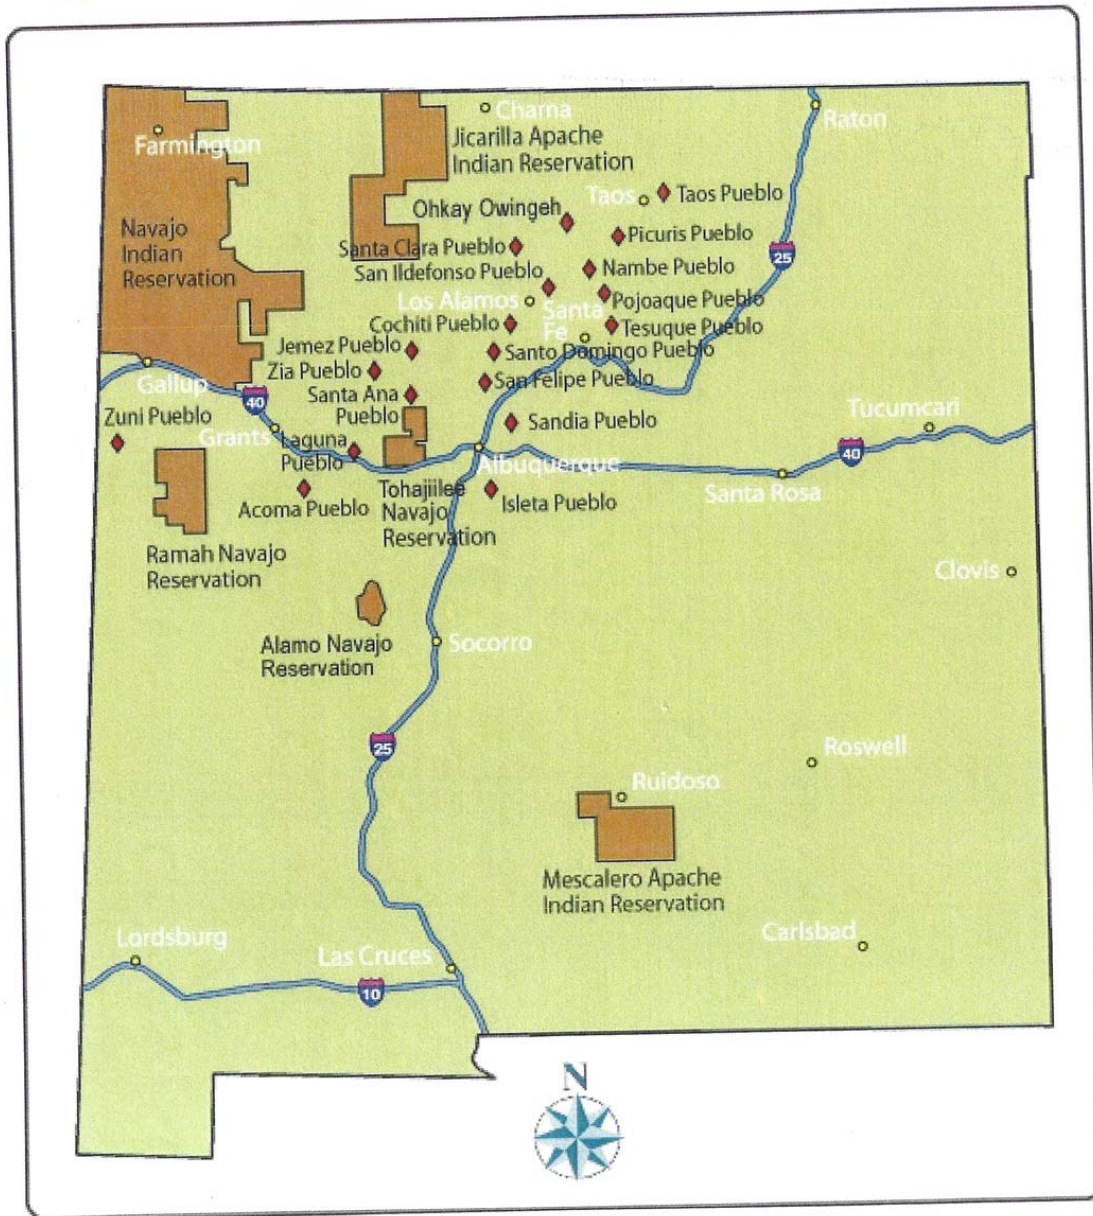 Charna
Raton
Farmington
Jicarilla Apache
Indian Reservation
Taos
Taos Pueblo
Ohkay Owingeh
Navajo
Indian
Reservation
Picuris Pueblo
Santa Clara Pueblo
25
San Ildefonso Pueblo
Nambe Pueblo
Los Alamos
Santa
Fe
Pojoaque Pueblo
Cochiti Pueblo
Tesuque Pueblo
Jemez Pueblo
Santo Domingo Pueblo
Zia Pueblo
San Felipe Pueblo
Gallup
40
Santa Ana
Pueblo
Zuni Pueblo
Sandia Pueblo
Tucumcari
Grants
Laguna
Pueblo
40
Albuquerque
Santa Rosa
Acoma Pueblo
Tohajiilee
Navajo
Reservation
Isleta Pueblo
Ramah Navajo
Reservation
Clovis
Alamo Navajo
Reservation
Socorro
25
Roswell
Ruidoso
Mescalero Apache
Indian Reservation
Lordsburg
Las Cruces
Carlsbad
10
N